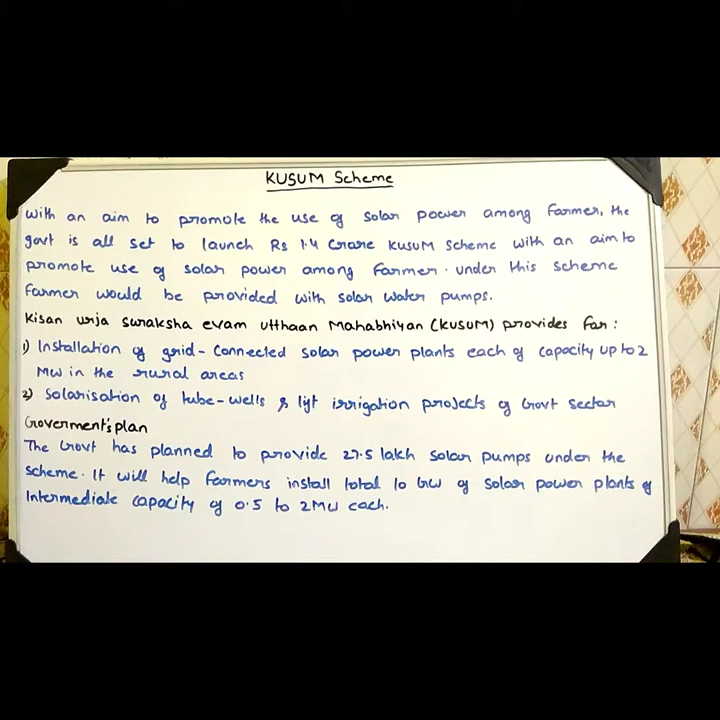 KUSUM Scheme
With an aim to promote the use of solar power among Farmer, the
govt is all set to launch Rs 1.4 Crare KUSUM Scheme with an aim to
promote use of solar power among Farmer. under this scheme
Farmer would be provided with solar water pumps.
Kisan urja Suraksha evam utthaan Mahabhiyan (KUSUM) provides for:
1) Installation of grid-Connected solar power plants each of capacity up to 2
MW in the rural areas
2) Solarisation of tube-wells & lift irrigation projects of Govt sector
Goverment's plan
The Govt has planned to provide 27.5 lakh solar pumps under the
scheme. It will help Farmers install total 10 GW of solar power plants of
Intermediate capacity of 0.5 to 2MW each.